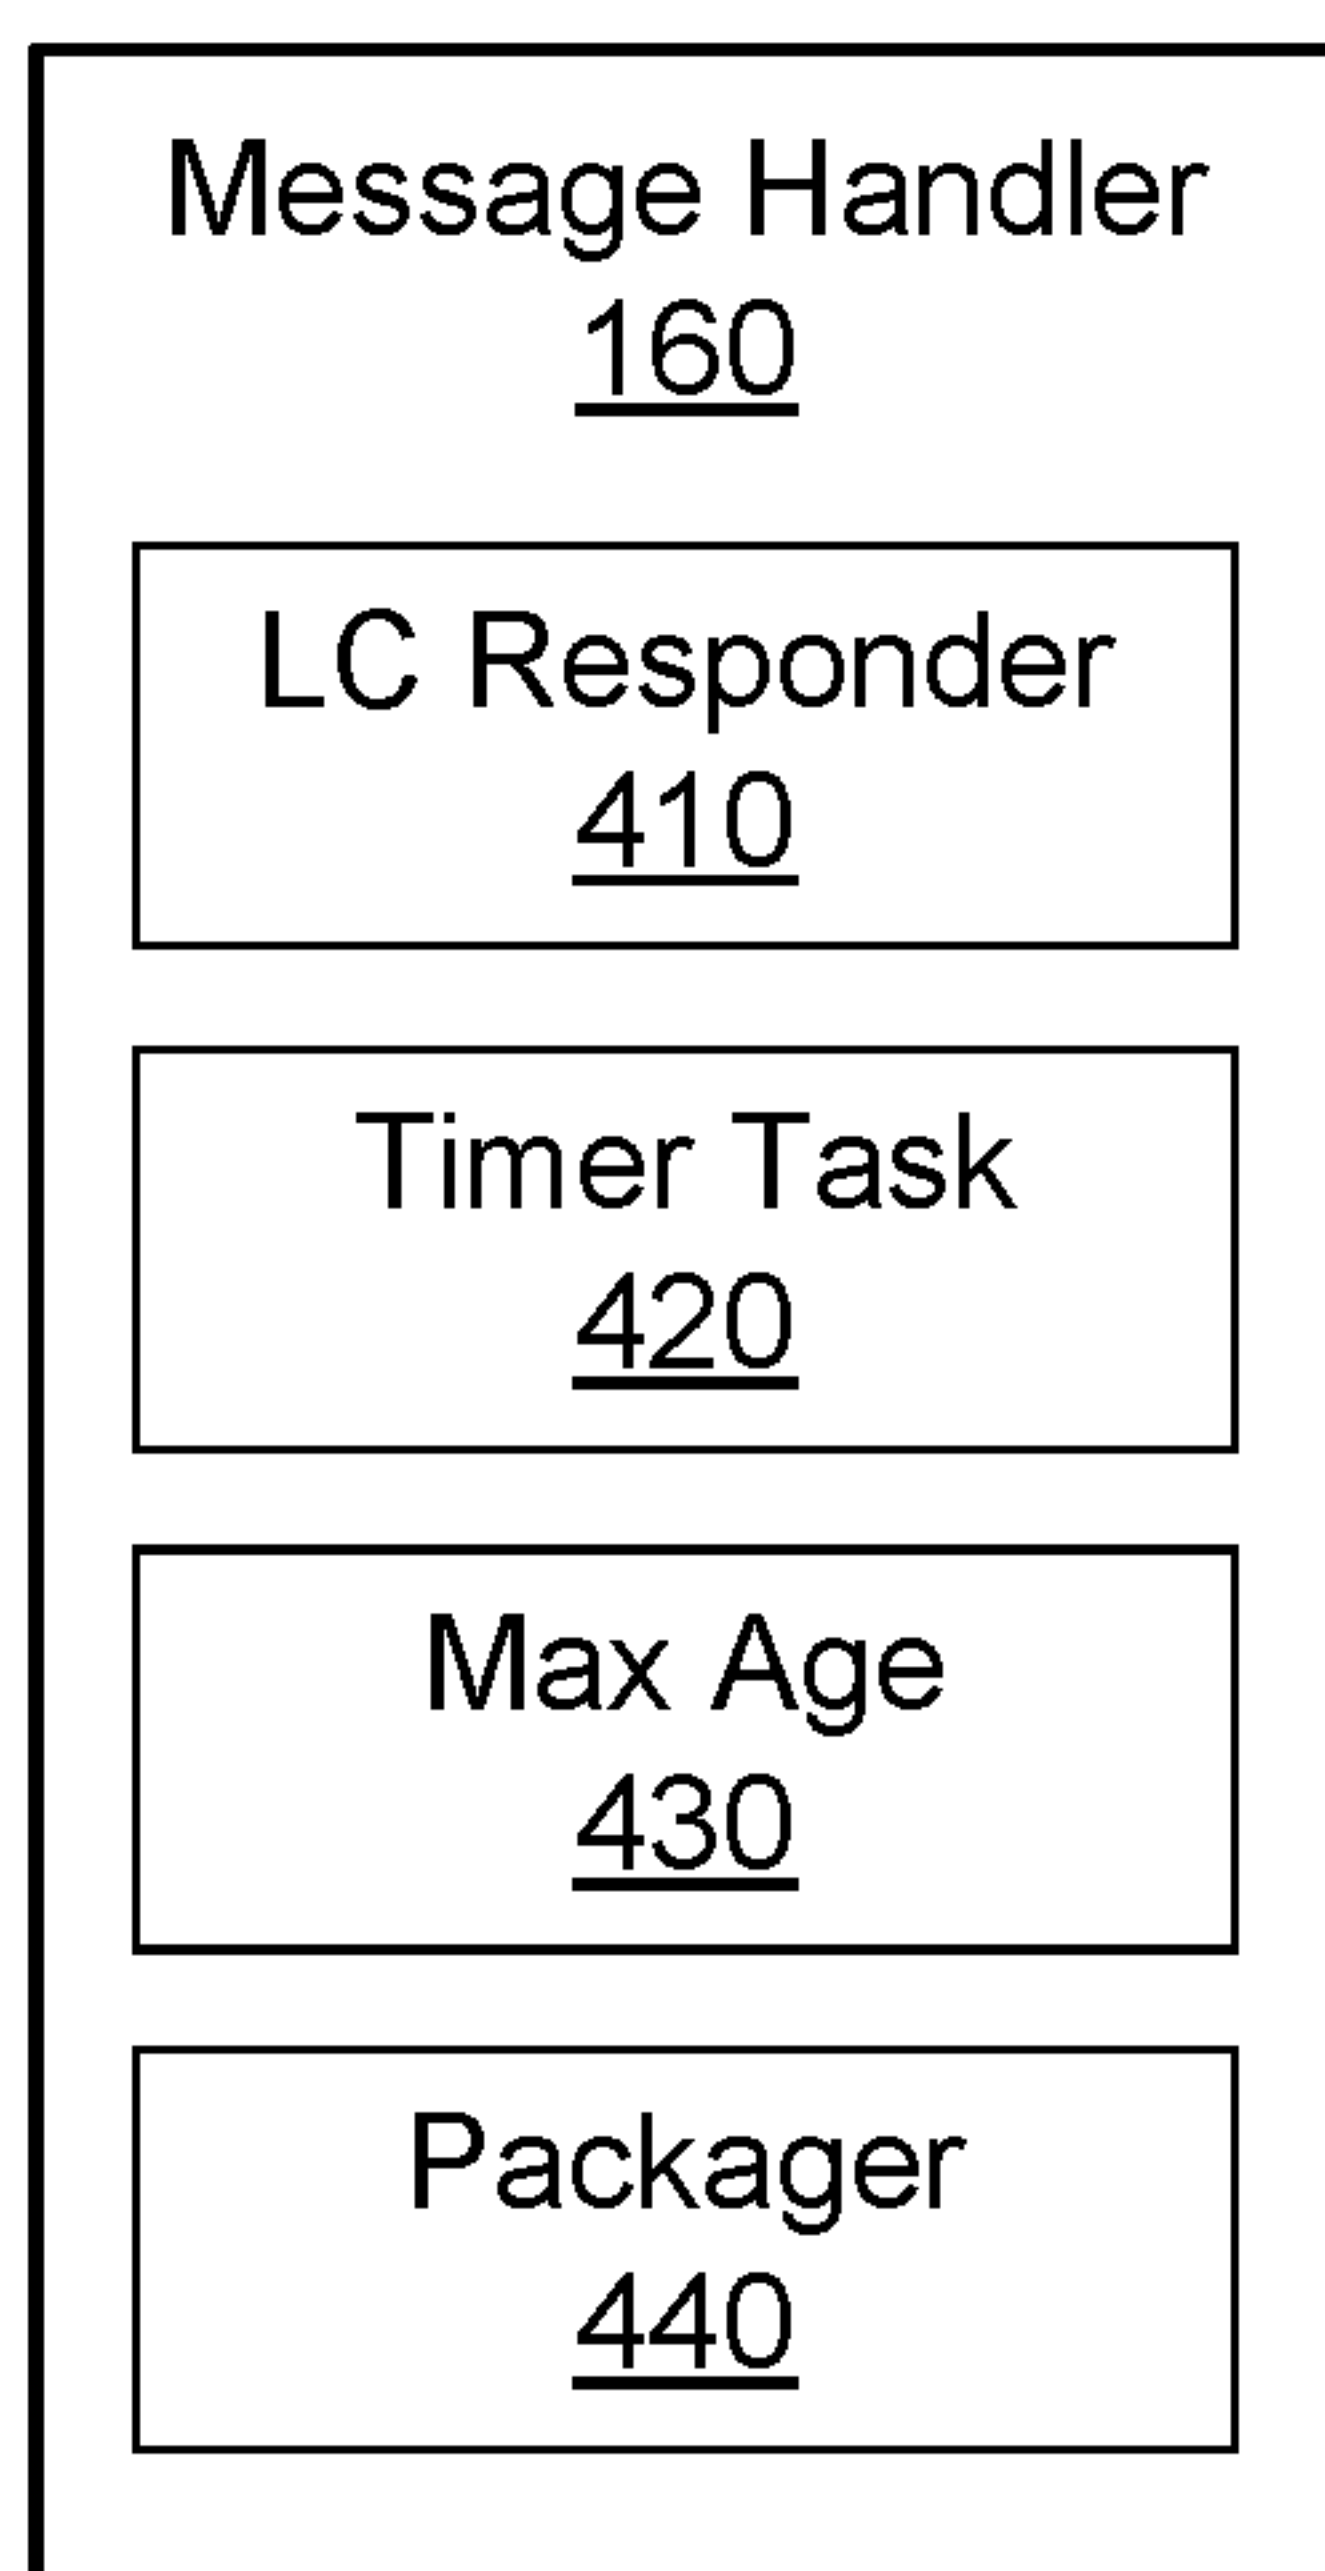 Message Handler
160
LC Responder
410
Timer Task
420
Max Age
430
Packager
440